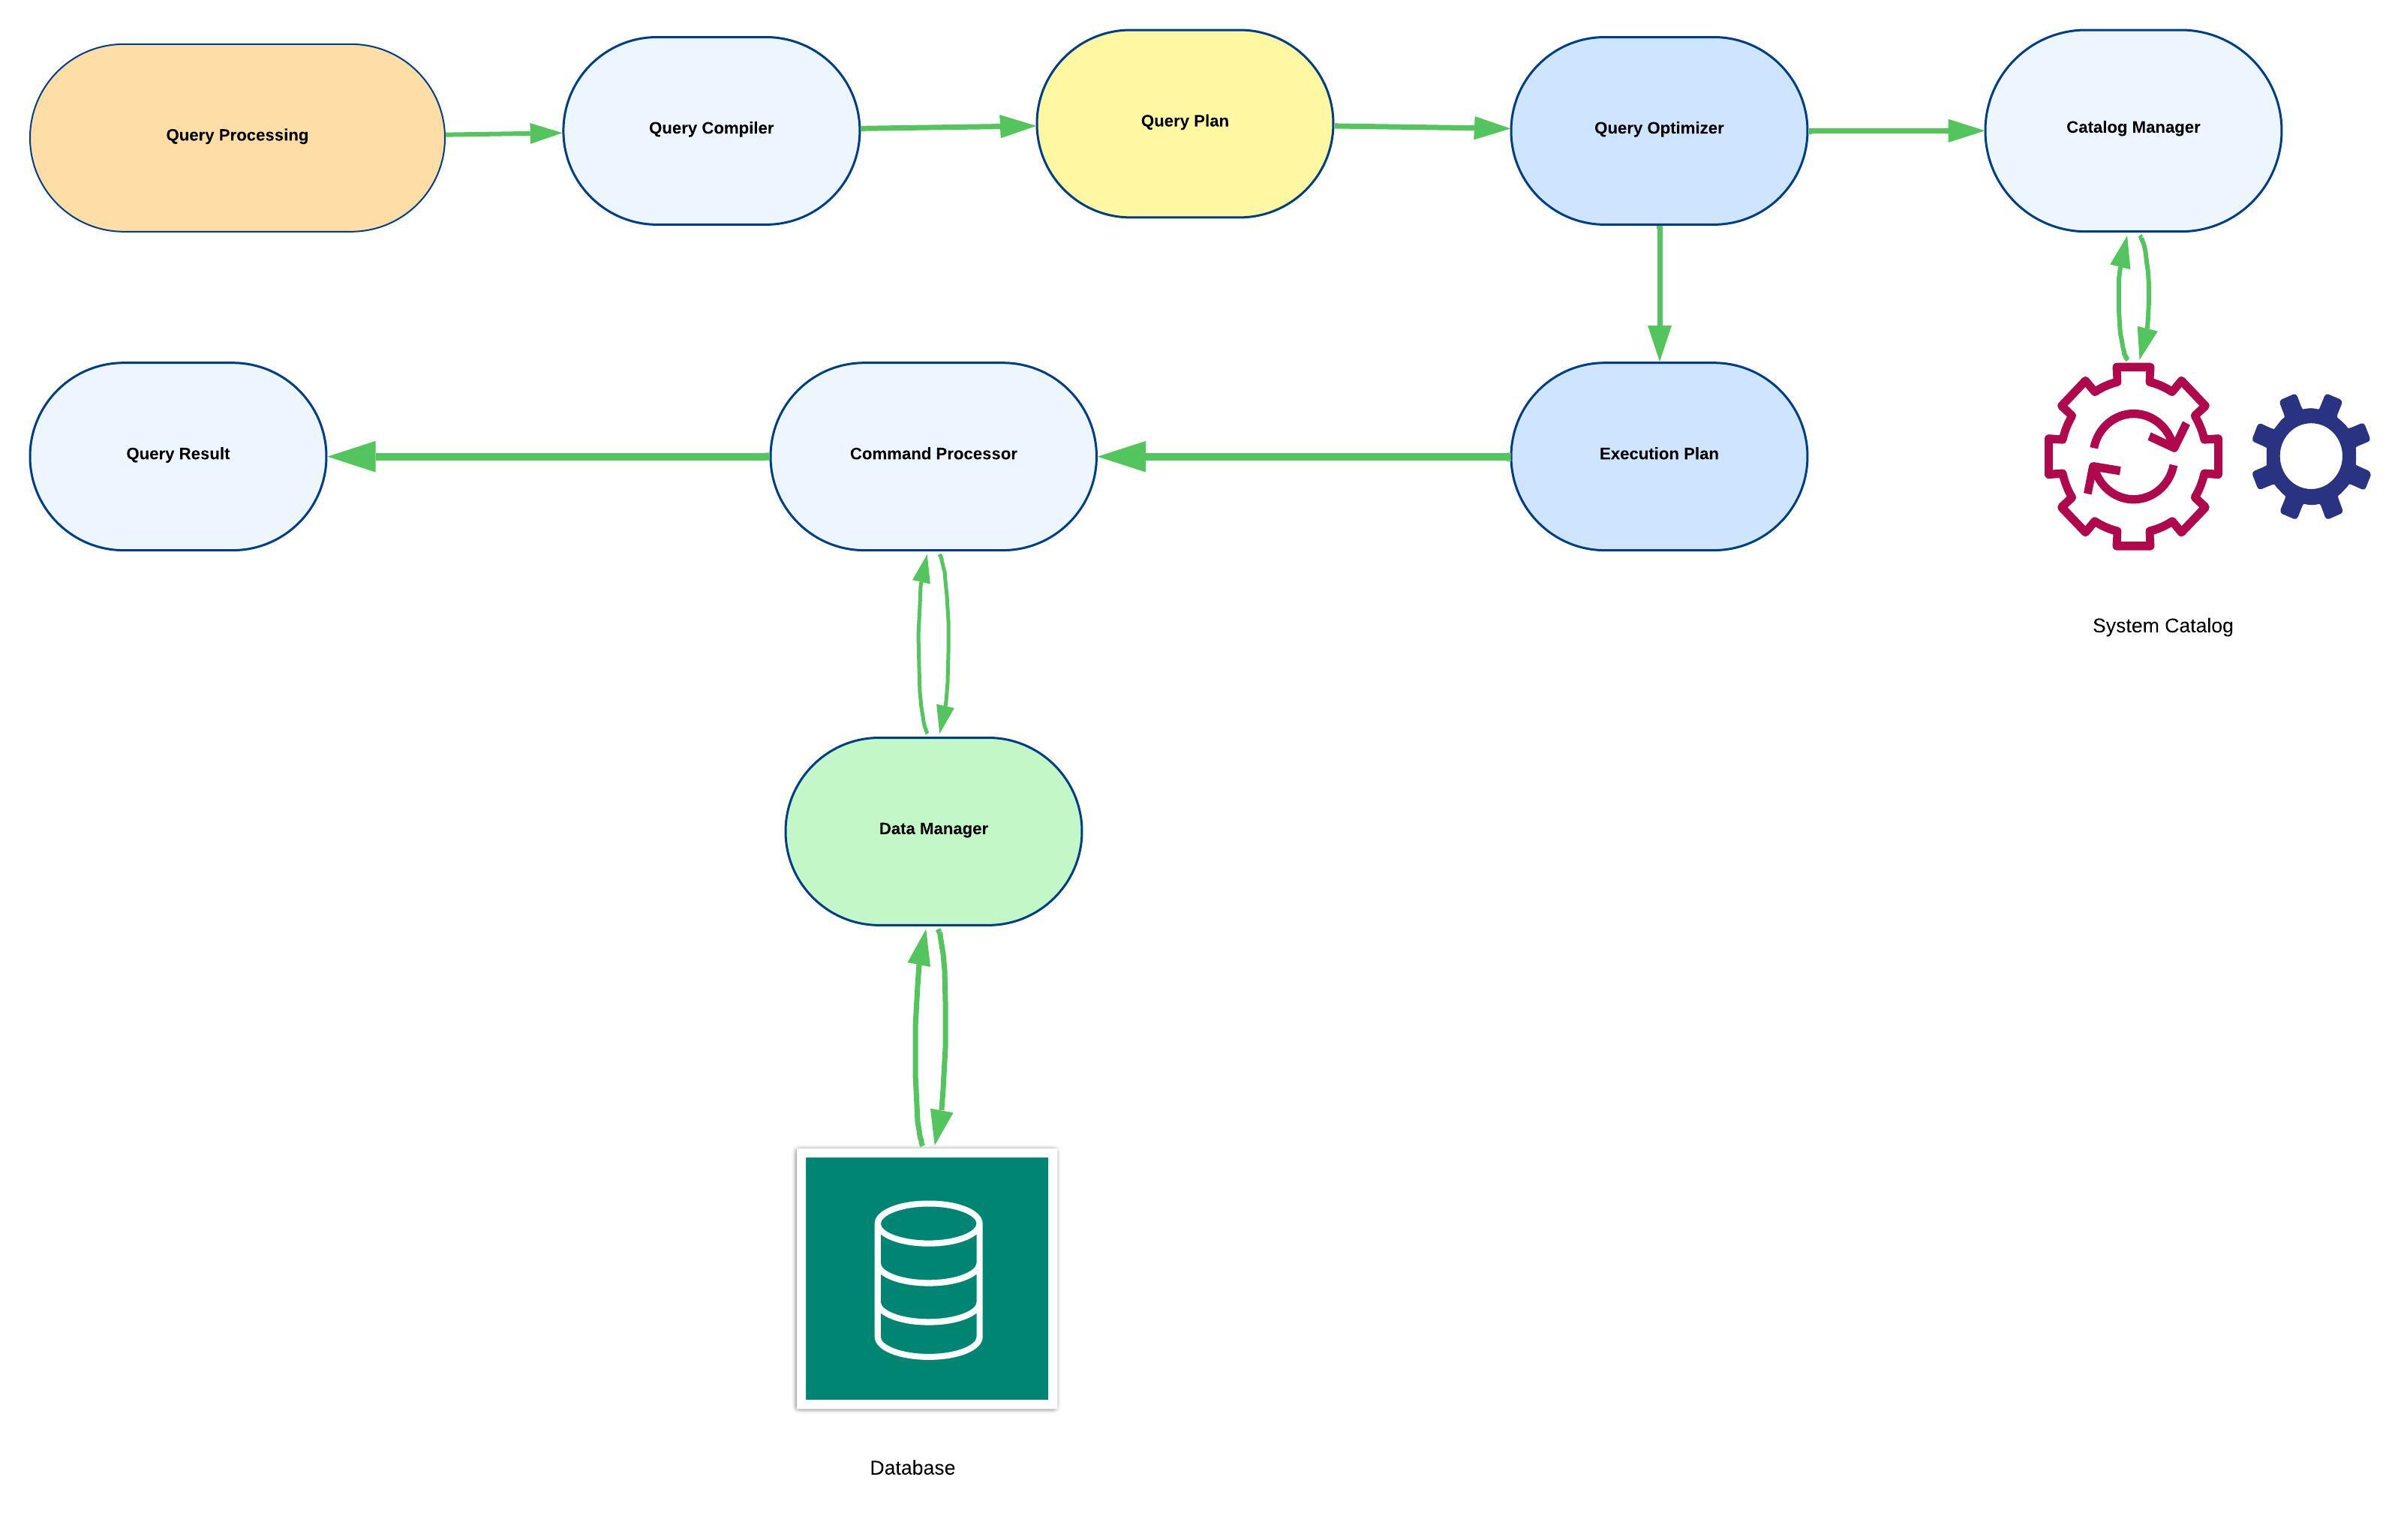 Query Processing
Query Compiler
Query Plan
Query Optimizer
Catalog Manager
Query Result
Command Processor
Execution Plan
System Catalog
Data Manager
Database